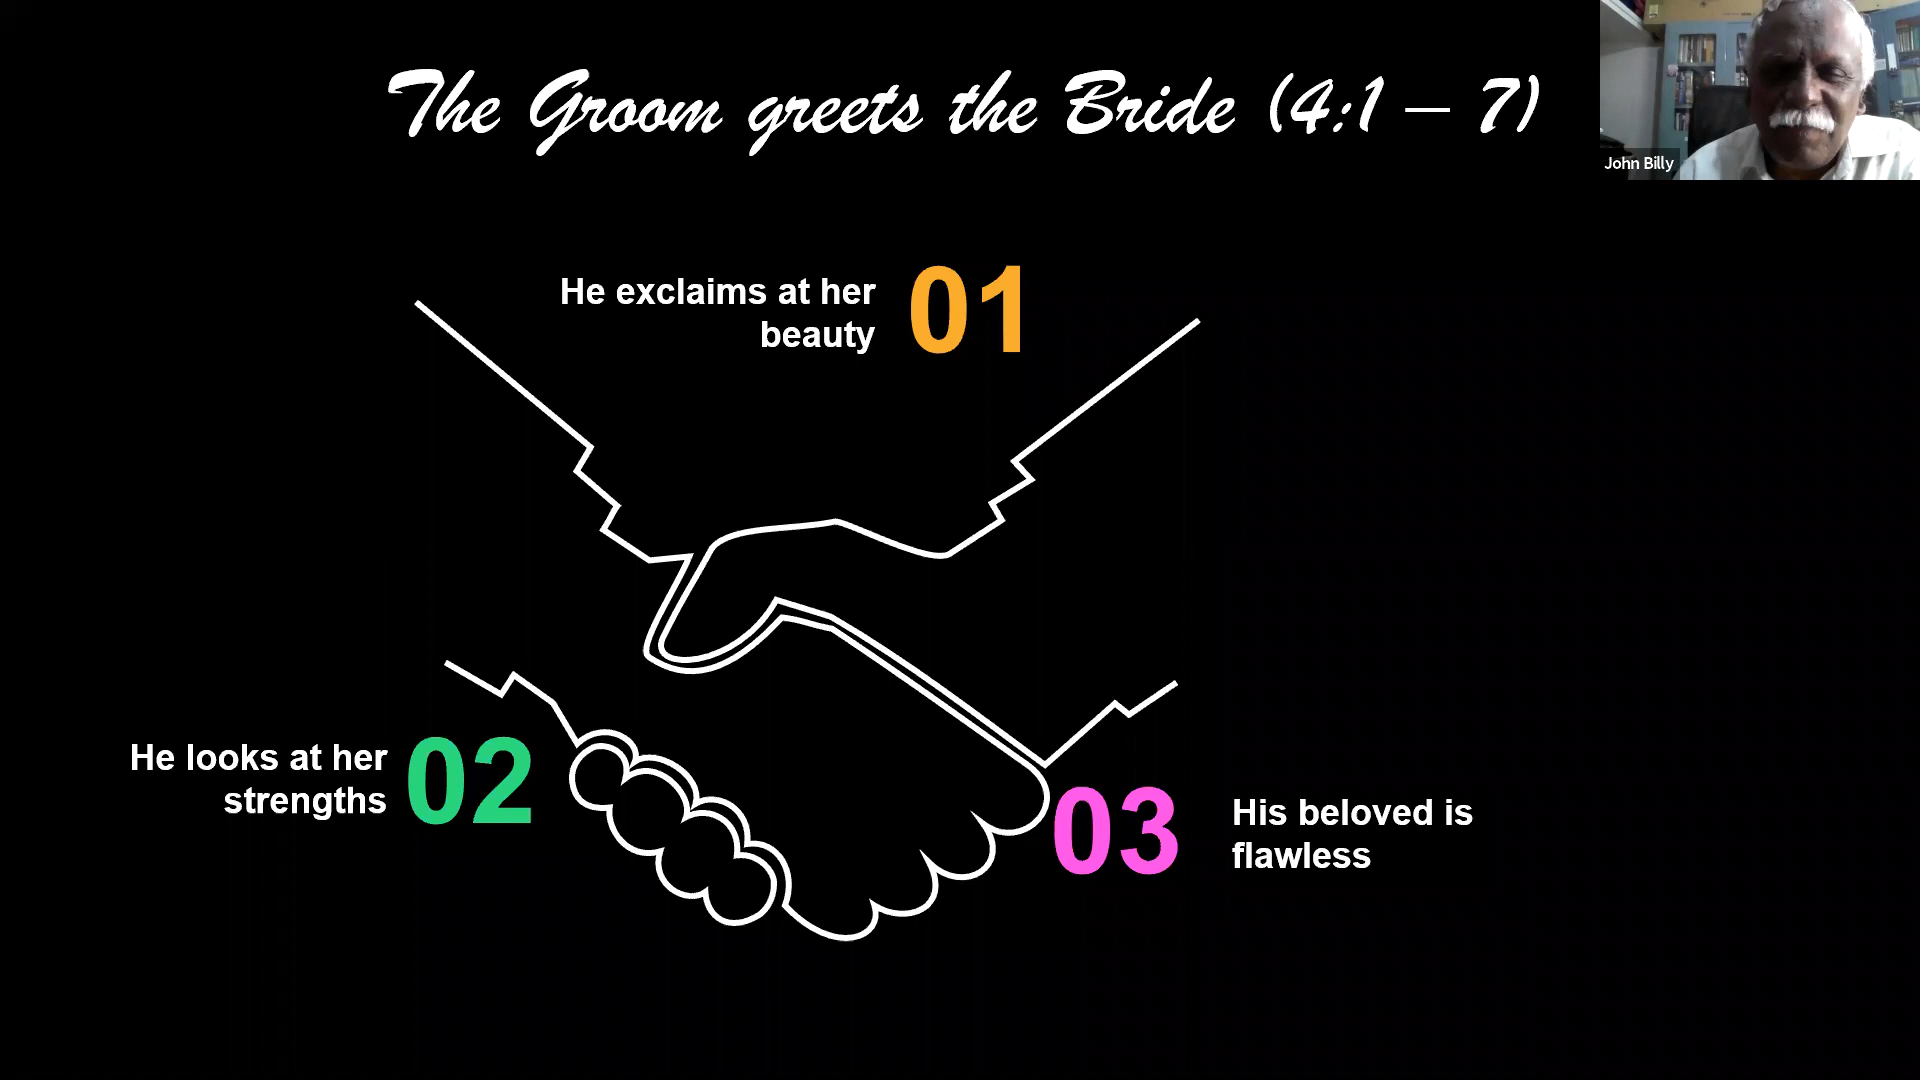 The Groom greets the Bride (4:1 – 7)
John Billy
He exclaims at her
beauty
01
He looks at her
strengths
02
03
His beloved is
flawless